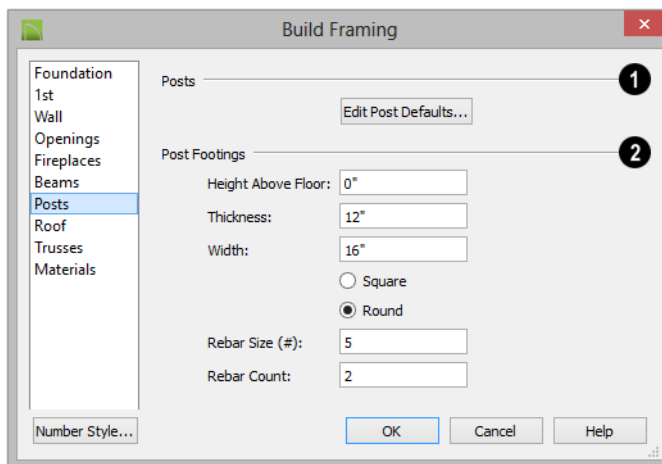 Build Framing
Foundation
1st
Wall
Openings
Fireplaces
Beams
Posts
Roof
Trusses
Materials
Number Style...
Posts
1
Edit Post Defaults...
Post Footings
2
Height Above Floor: 0"
Thickness: 12"
Width: 16"
Square
Round
Rebar Size (#): 5
Rebar Count: 2
OK Cancel Help